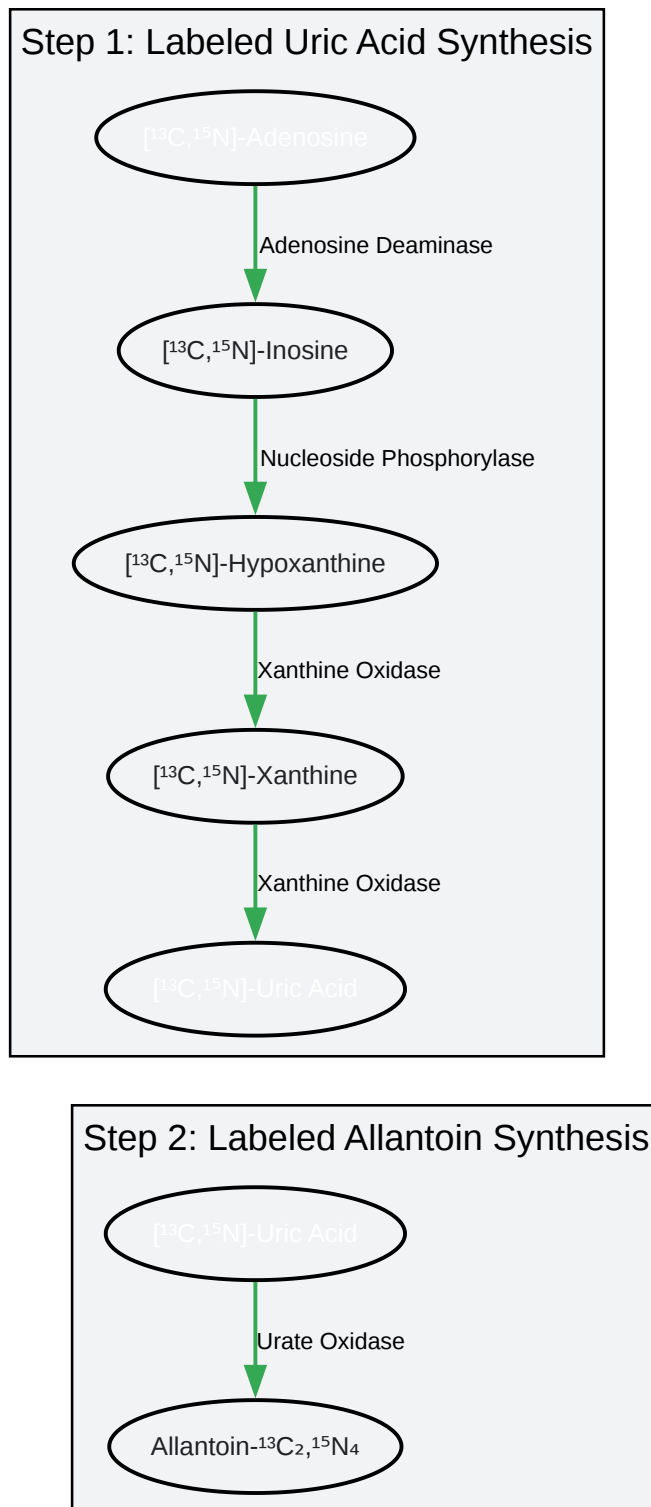 Step 1: Labeled Uric Acid Synthesis
[¹³C,¹⁵N]-Adenosine
Adenosine Deaminase
[¹³C,¹⁵N]-Inosine
Nucleoside Phosphorylase
[¹³C,¹⁵N]-Hypoxanthine
Xanthine Oxidase
[¹³C,¹⁵N]-Xanthine
Xanthine Oxidase
[¹³C,¹⁵N]-Uric Acid
Step 2: Labeled Allantoin Synthesis
[¹³C,¹⁵N]-Uric Acid
Urate Oxidase
Allantoin-¹³C₂,¹⁵N₄